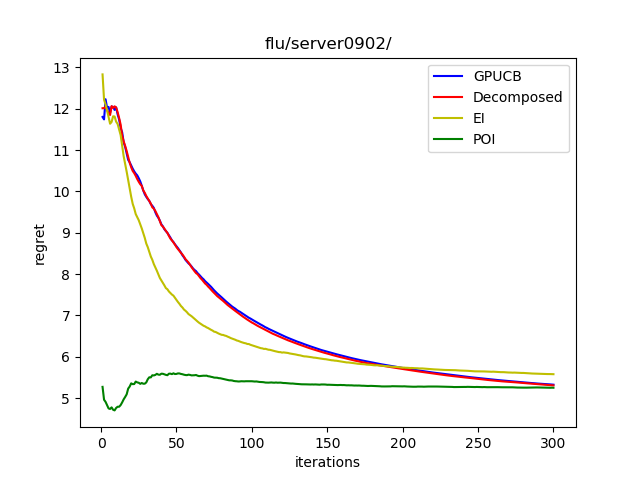 flu/server0902/
regret
13
12
11
10
9
8
7
6
5
GPUCB
Decomposed
EI
POI
0
50
100
150
200
250
300
iterations